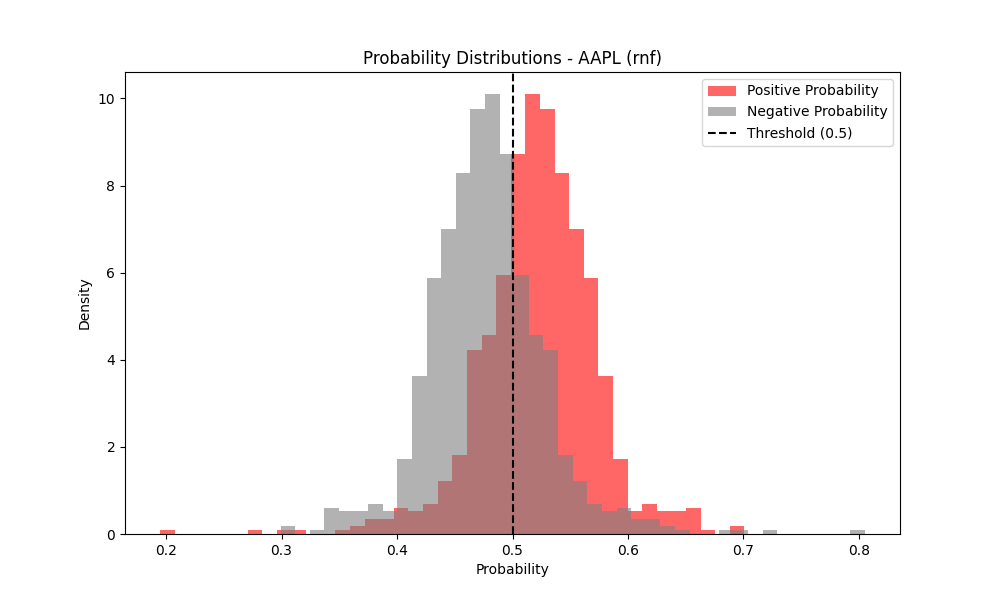 Probability Distributions - AAPL (rnf)
Positive Probability
Negative Probability
Threshold (0.5)
Density
10
8
6
4
2
0
0.2
0.3
0.4
0.5
0.6
0.7
0.8
Probability